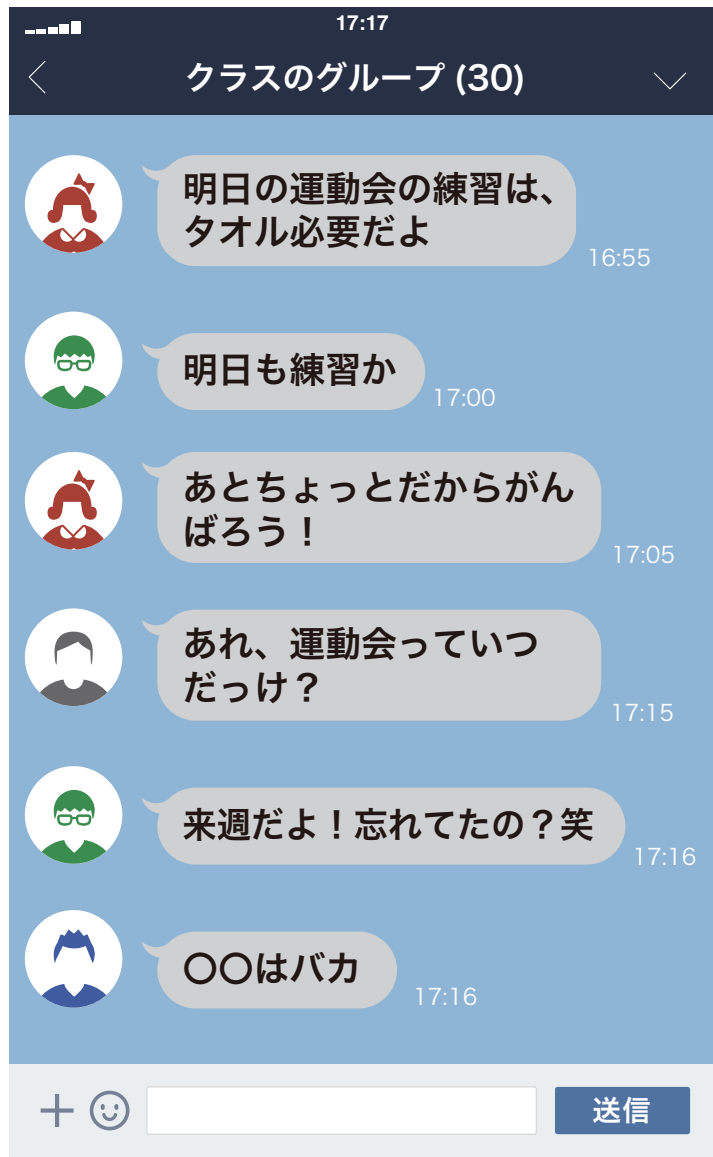 17:17
クラスのグループ (30)
明日の運動会の練習は、
タオル必要だよ
16:55
明日も練習か
17:00
あとちょっとだからがん
ばろう！
17:05
あれ、運動会っていつ
だっけ？
17:15
来週だよ！忘れてたの？笑
17:16
〇〇はバカ
17:16
送信